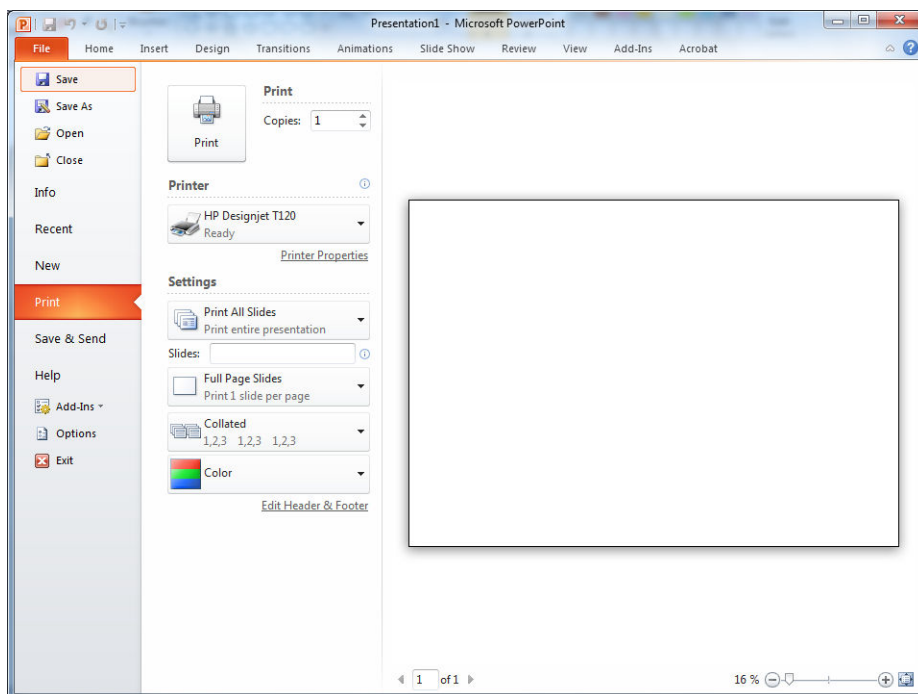 Presentation1 - Microsoft PowerPoint
File Home Insert Design Transitions Animations Slide Show Review View Add-Ins Acrobat
Save
Save As
Open
Close
Info
Recent
New
Print
Save & Send
Help
Add-Ins
Options
Exit
Print
Print
Copies: 1
Printer
HP Designjet T120
Ready
Printer Properties
Settings
Print All Slides
Print entire presentation
Slides:
Full Page Slides
Print 1 slide per page
Collated
1,2,3 1,2,3 1,2,3
Color
Edit Header & Footer
1 of 1
16 %